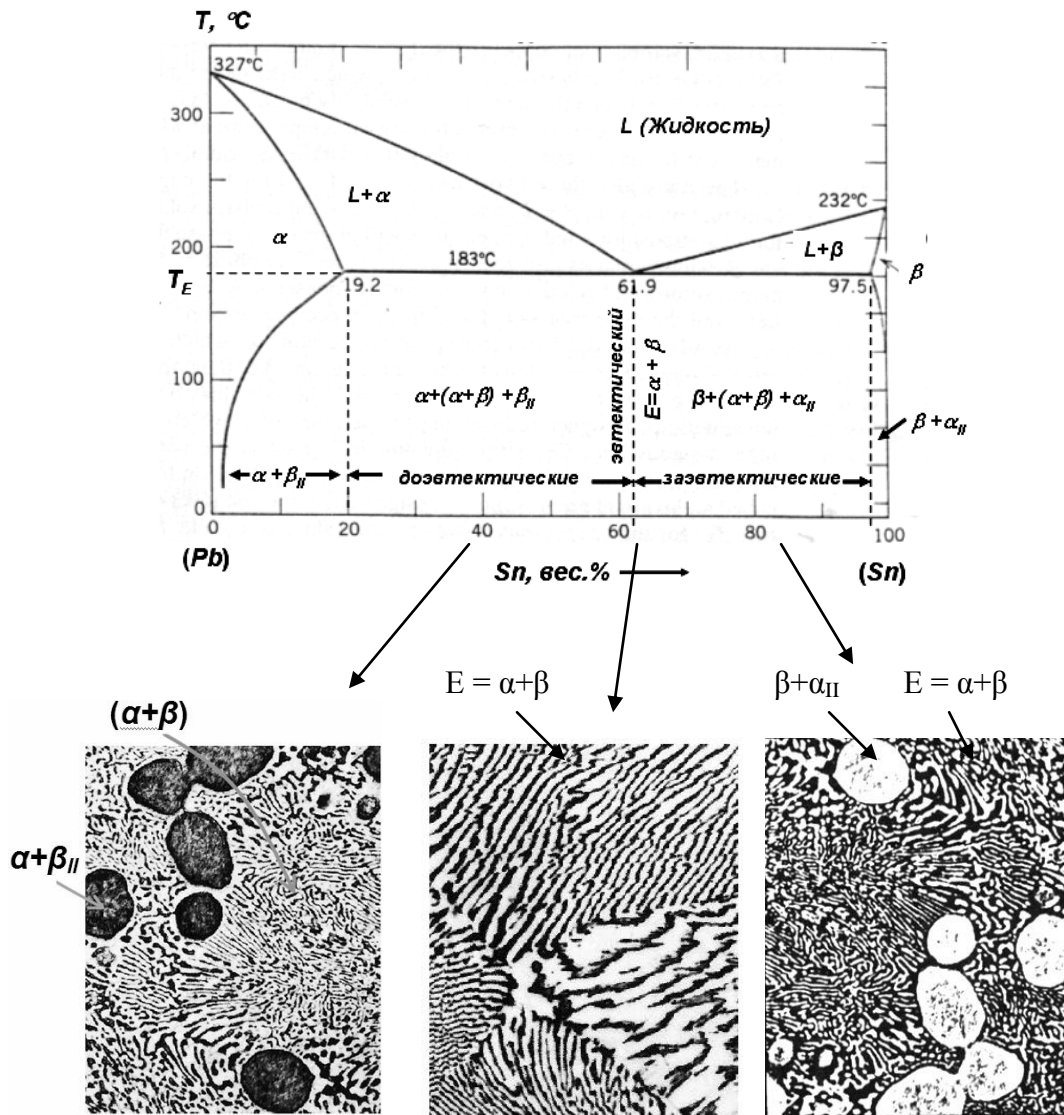 T, °C
327°C
300
L (Жидкость)
L+α
232°C
α
L+β
200
183°C
β
T_E
19.2
61.9
97.5
эвтектический
E=α + β
100
α+(α+β) +β_II
β+(α+β) +α_II
β +α_II
α +β_II
доэвтектические
заэвтектические
0
20
40
60
80
100
(Pb)
Sn, вес.%
(Sn)
E = α+β
β+α_II
E = α+β
(α+β)
α+β_II